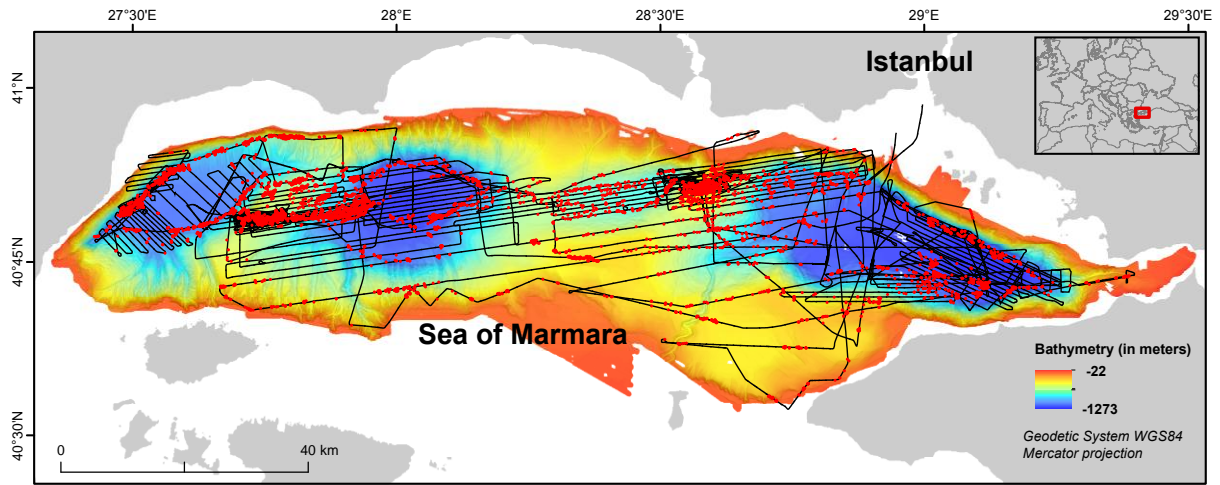 27°30'E 28°E 28°30'E 29°E 29°30'E
Istanbul
41°N
40°45'N
Sea of Marmara
Bathymetry (in meters)
-22
-1273
40°30'N
0 40 km
Geodetic System WGS84
Mercator projection